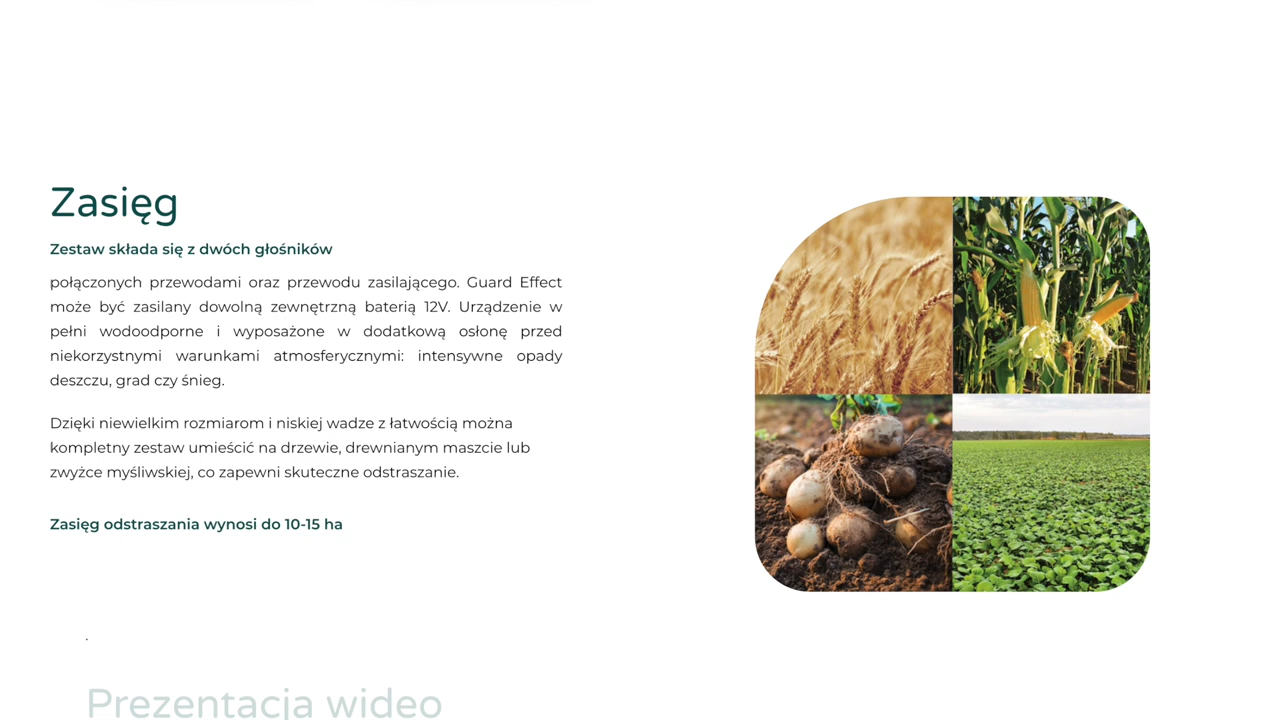 Zasięg
Zestaw składa się z dwóch głośników
połączonych przewodami oraz przewodu zasilającego. Guard Effect
może być zasilany dowolną zewnętrzną baterią 12V. Urządzenie w
pełni wodoodporne i wyposażone w dodatkową osłonę przed
niekorzystnymi warunkami atmosferycznymi: intensywne opady
deszczu, grad czy śnieg.
Dzięki niewielkim rozmiarom i niskiej wadze z łatwością można
kompletny zestaw umieścić na drzewie, drewnianym maszcie lub
zwyżce myśliwskiej, co zapewni skuteczne odstraszanie.
Zasięg odstraszania wynosi do 10-15 ha
.
Prezentacja wideo